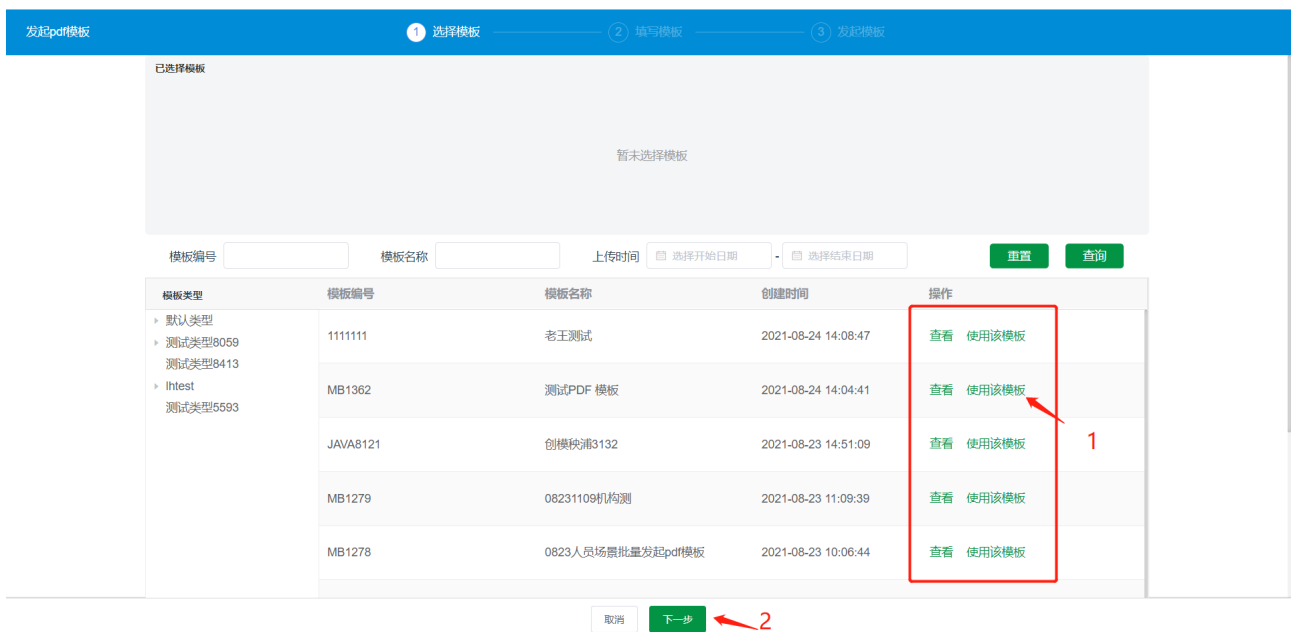 发起pdf模板 1 选择模板 2 填写模板 3 发起模板
已选择模板
暂未选择模板
模板编号 模板名称 上传时间 选择开始日期 - 选择结束日期 重置 查询
模板类型 模板编号 模板名称 创建时间 操作
默认类型
测试类型8059
测试类型8413
lhtest
测试类型5593
1111111 老王测试 2021-08-24 14:08:47 查看 使用该模板
MB1362 测试PDF 模板 2021-08-24 14:04:41 查看 使用该模板
1
JAVA8121 创模秧浦3132 2021-08-23 14:51:09 查看 使用该模板
MB1279 08231109机构测 2021-08-23 11:09:39 查看 使用该模板
MB1278 0823人员场景批量发起pdf模板 2021-08-23 10:06:44 查看 使用该模板
取消 下一步 2